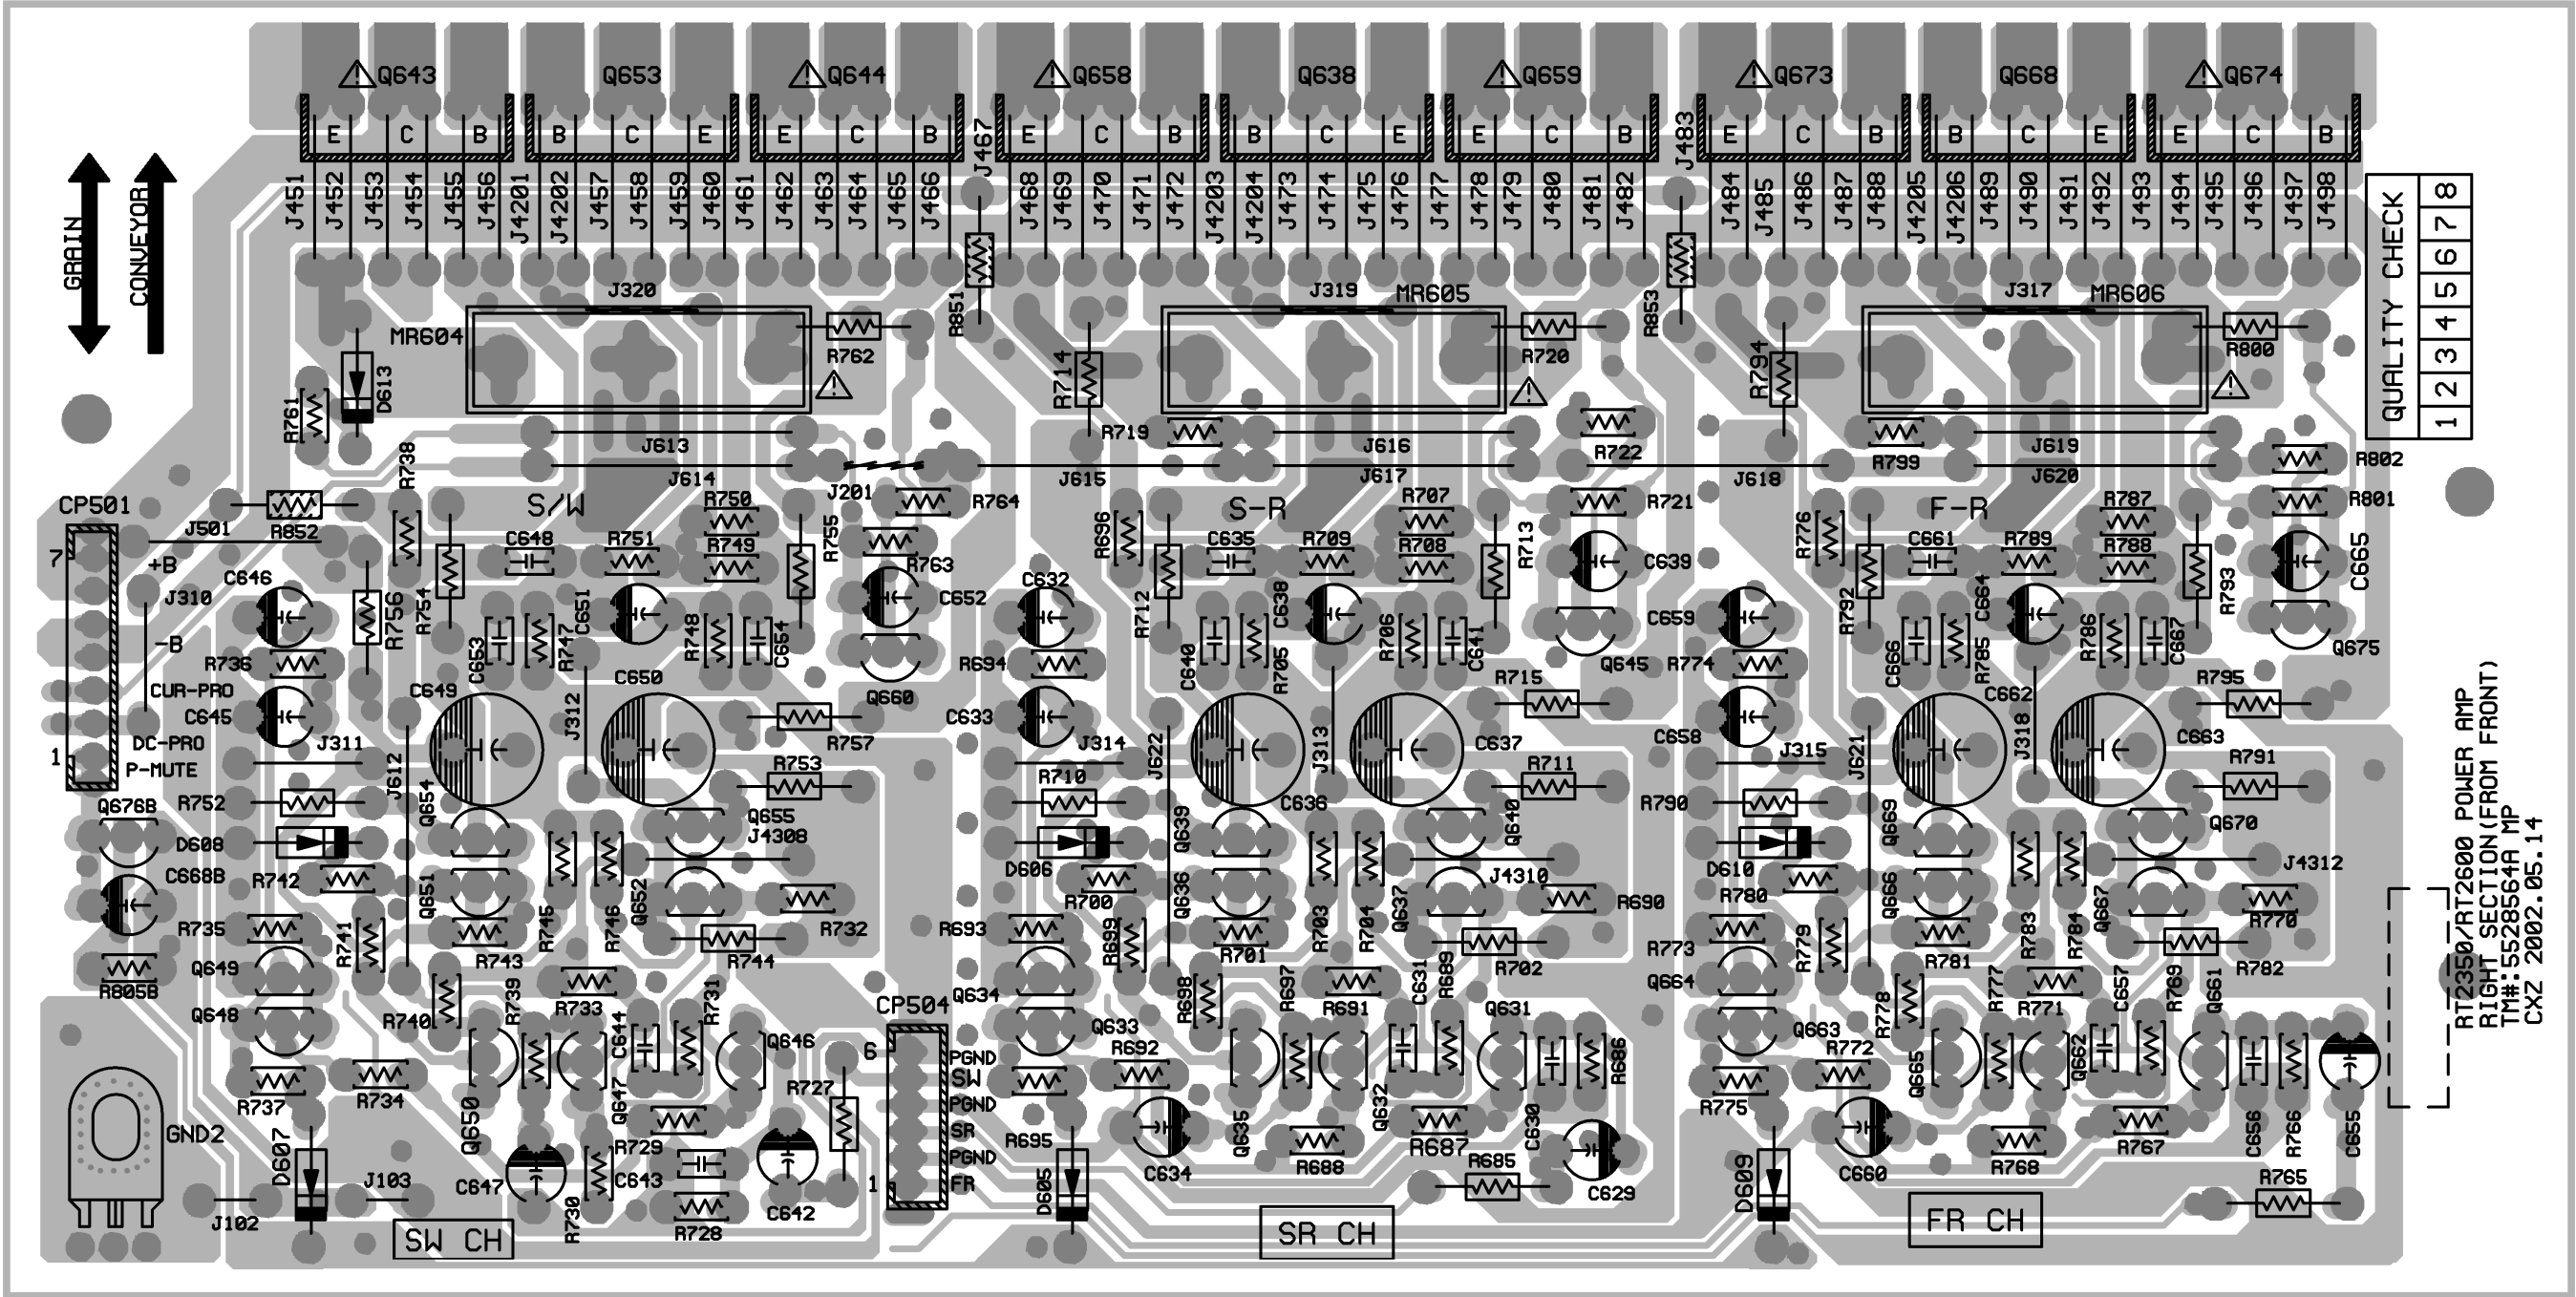 Q643 Q653 Q644 Q658 Q638 Q659 Q673 Q668 Q674
E C B B C E E C B E C B B C E E C B E C B B C E E C B
GRAIN
CONVEYOR
J451 J452 J453 J454 J455 J456 J4201 J4202 J457 J458 J459 J460 J461 J462 J463 J464 J465 J466 J467 J468 J469 J470 J471 J472 J4203 J4204 J473 J474 J475 J476 J477 J478 J479 J480 J481 J482 J483 J484 J485 J486 J487 J488 J4205 J4206 J489 J490 J491 J492 J493 J494 J495 J496 J497 J498
QUALITY CHECK
1 2 3 4 5 6 7 8
J320 J319 MR605 J317 MR606
MR604 R762 R851 R714 R720 R853 R794 R800
R761 D613
R738 J613 R719 J616 R722 R799 J619 R802
J614 J201 R764 J615 J617 J618 J620
CP501 S/W R750 R755 S-R R707 R721 F-R R787 R801
J501 R852 C648 R751 R749 R763 R696 C635 R709 R708 R713 C639 R776 C661 R789 R788 R793 C665
7 +B
C646 J310 R756 R754 C651 C652 C632 R712 C638 C659 R792 C664
-B C653 R747 R748 C654 C640 R705 R706 C641 Q645 C666 R785 R786 C667 Q675
R736 R694 R774
CUR-PRO C649 C650 Q660 R715 C662 R795
C645 J312 C633 J313 C658 J318
DC-PRO J311 R757 J314 J622 C637 J315 J621 C663
1 P-MUTE J612 R753 R710 R711 R791
Q676B R752 Q654 Q655 Q639 C636 Q640 R790 Q669 Q670
D608 J4308 D606 D610 J4312
C668B R742 Q651 Q652 R700 Q636 Q637 J4310 R690 R780 Q666 Q667 R770
R735 R741 R743 R745 R746 R744 R732 R693 R699 R701 R703 R704 R702 R773 R779 R781 R783 R784 R782
Q649 R805B R739 R733 R731 CP504 Q634 R698 R697 R691 C631 R689 Q631 Q664 R778 R777 R771 C657 R769 Q661
Q648 R740 C644 Q646 Q633 Q663
6 PGND
SW
PGND
SR
PGND
1 FR
R737 R734 Q650 Q647 R727 R692 Q635 Q632 R686 R772 R775 Q665 Q662
GND2 D607 R729 R695 R688 R687 C630 R768 R767 C656 R766 C655
J103 C647 R730 C643 C642 D605 C634 R685 C629 D609 C660 R765
J102 R728
SW CH
SR CH
FR CH
RT2350/RT2600 POWER AMP
RIGHT SECTION(FROM FRONT)
TM#:5528564A MP
CXZ 2002.05.14